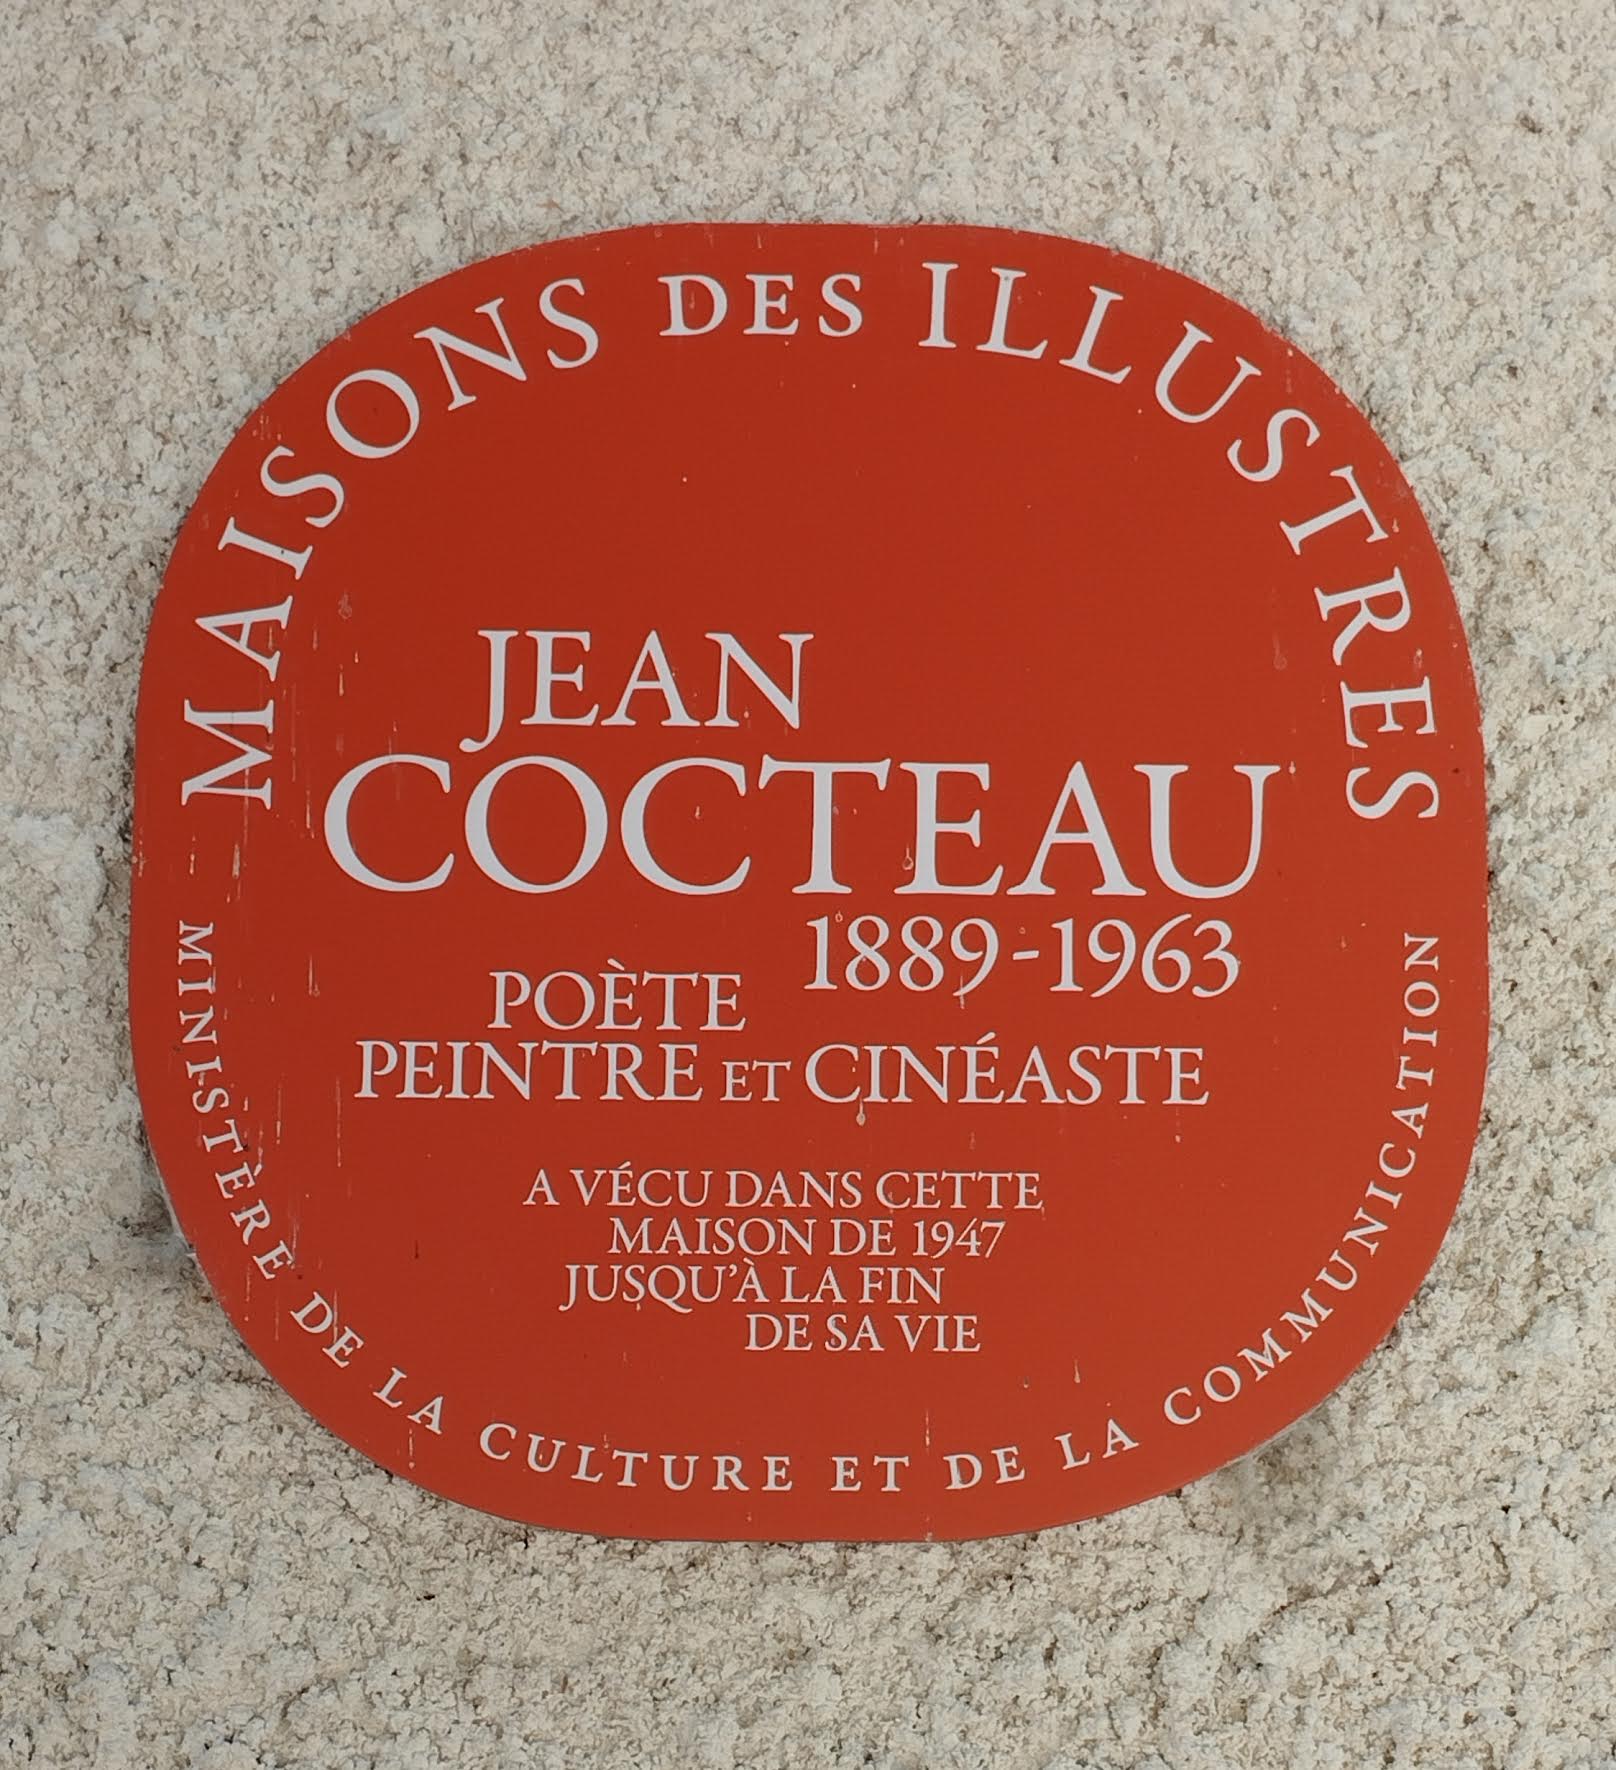 MAISONS DES ILLUSTRES
JEAN
COCTEAU
1889-1963
POÈTE
PEINTRE ET CINÉASTE
A VÉCU DANS CETTE
MAISON DE 1947
JUSQU'À LA FIN
DE SA VIE
MINISTÈRE DE LA CULTURE ET DE LA COMMUNICATION